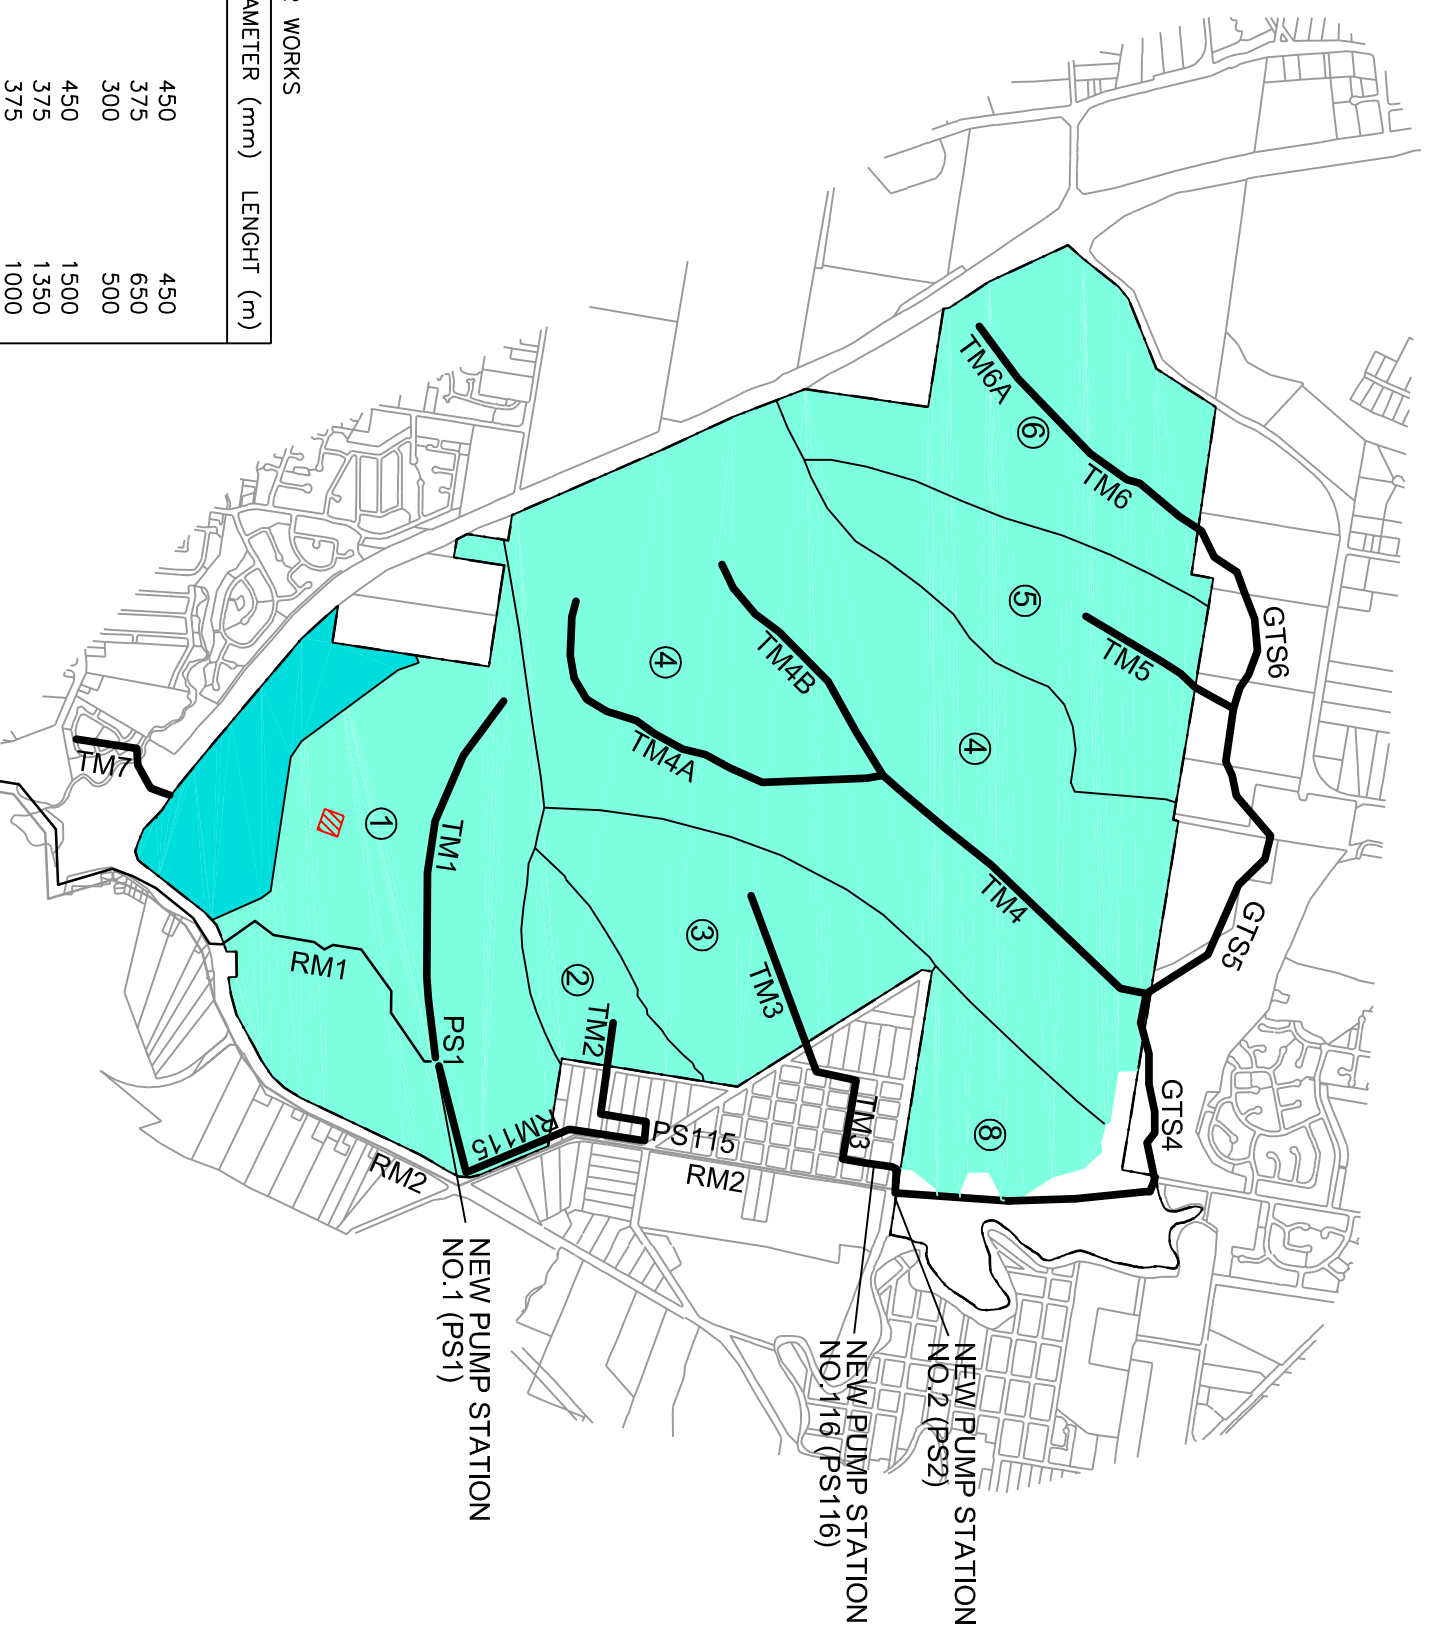 WORKS
AMETER (mm) LENGHT (m)
450 450
375 650
300 500
450 1500
375 1350
375 1000
GTS6
GTS5
GTS4
TM6A
6
TM6
5
TM5
4
TM4B
4
TM4A
TM4
3
TM3
TM3
8
2
TM2
TM7
1
TM1
RM1
PS1
RM115
PS115
RM2
RM2
NEW PUMP STATION
NO.2 (PS2)
NEW PUMP STATION
NO.116 (PS116)
NEW PUMP STATION
NO.1 (PS1)